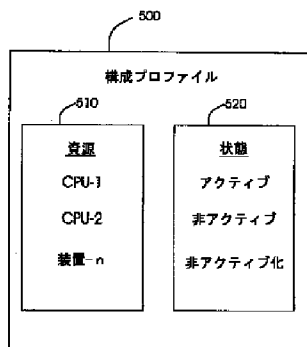 500
構成プロファイル
510
520
資源
状態
CPU-1
アクティブ
CPU-2
非アクティブ
装置-n
非アクティブ化